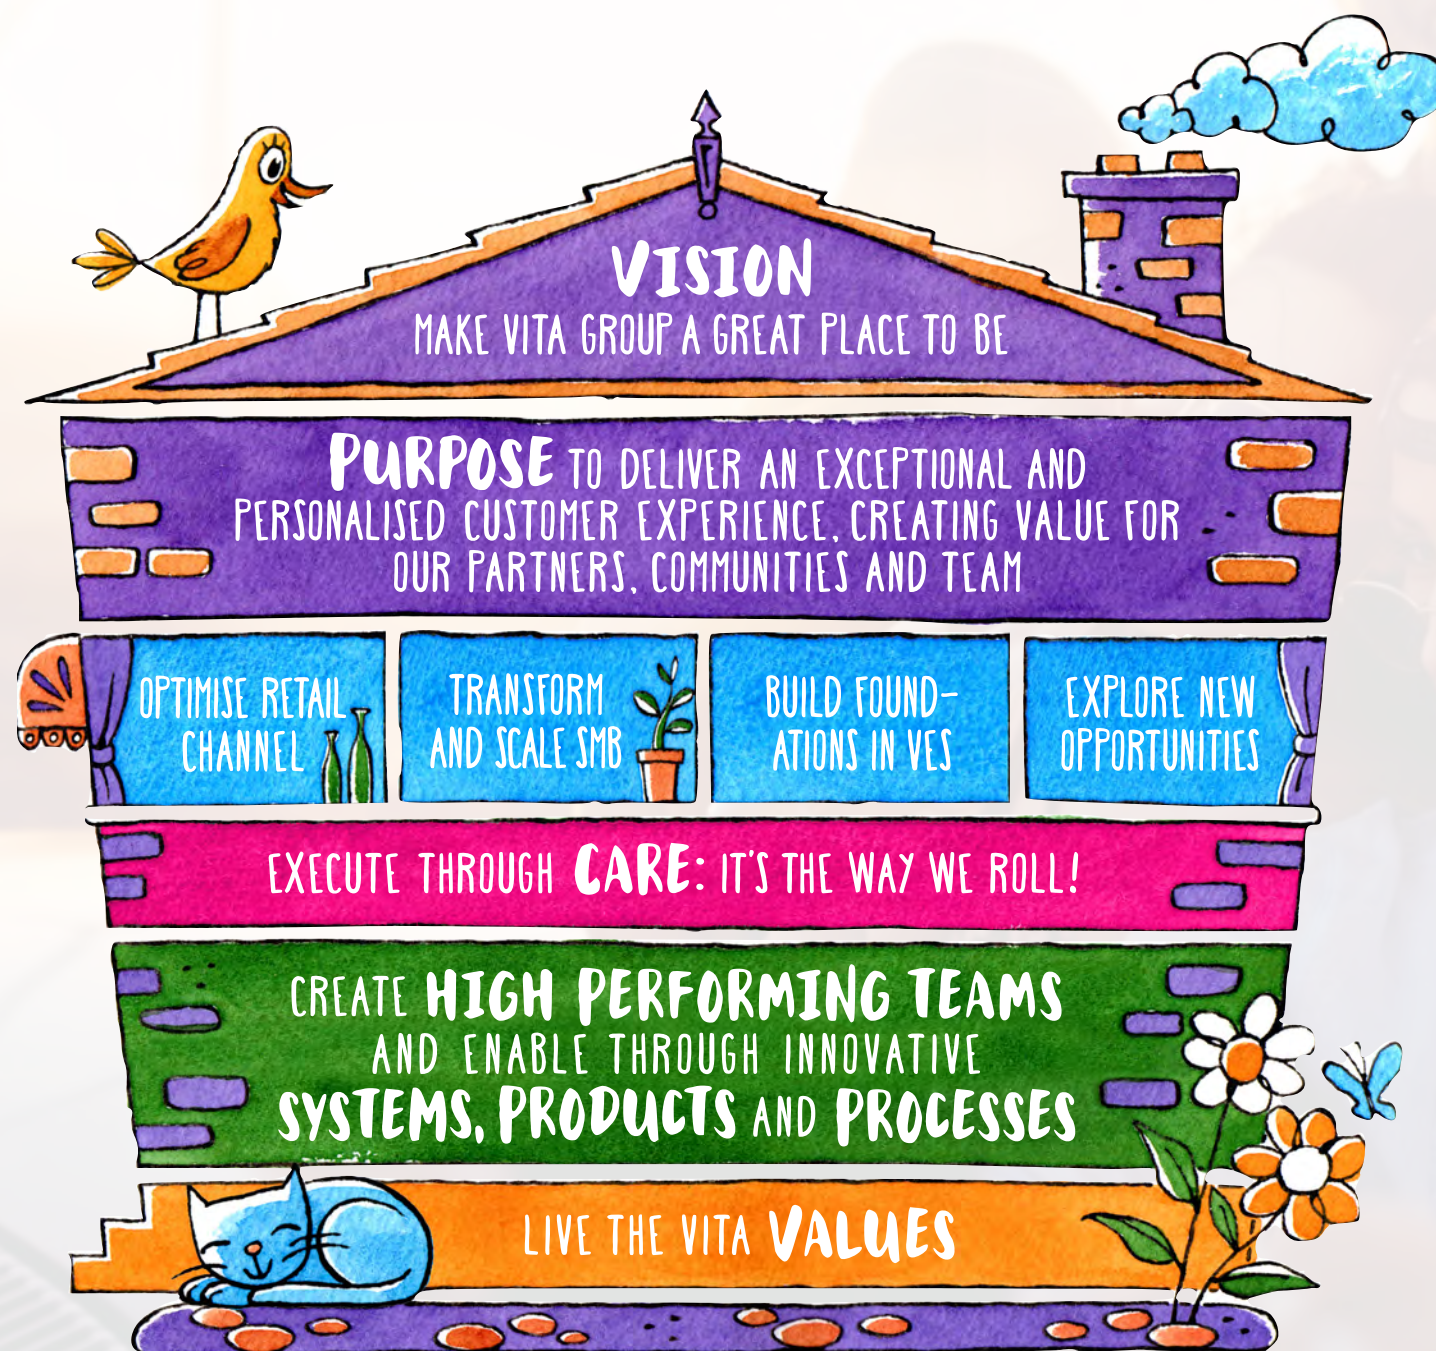 VISION
MAKE VITA GROUP A GREAT PLACE TO BE
PURPOSE TO DELIVER AN EXCEPTIONAL AND
PERSONALISED CUSTOMER EXPERIENCE, CREATING VALUE FOR
OUR PARTNERS, COMMUNITIES AND TEAM
OPTIMISE RETAIL
CHANNEL
TRANSFORM
AND SCALE SMB
BUILD FOUND-
ATIONS IN VES
EXPLORE NEW
OPPORTUNITIES
EXECUTE THROUGH CARE: IT'S THE WAY WE ROLL!
CREATE HIGH PERFORMING TEAMS
AND ENABLE THROUGH INNOVATIVE
SYSTEMS, PRODUCTS AND PROCESSES
LIVE THE VITA VALUES